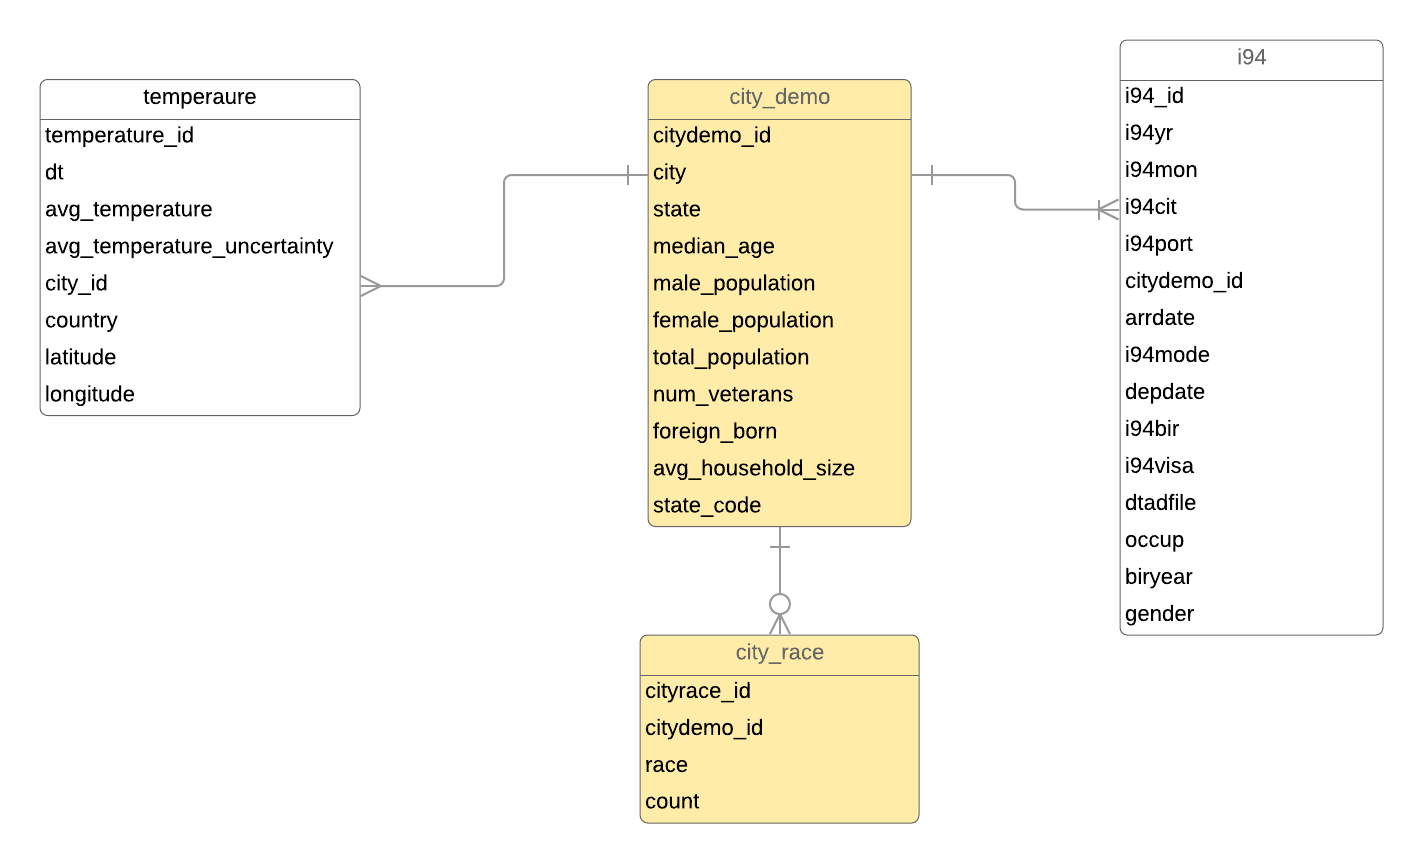 temperaure
temperature_id
dt
avg_temperature
avg_temperature_uncertainty
city_id
country
latitude
longitude
city_demo
citydemo_id
city
state
median_age
male_population
female_population
total_population
num_veterans
foreign_born
avg_household_size
state_code
city_race
cityrace_id
citydemo_id
race
count
i94
i94_id
i94yr
i94mon
i94cit
i94port
citydemo_id
arrdate
i94mode
depdate
i94bir
i94visa
dtadfile
occup
biryear
gender